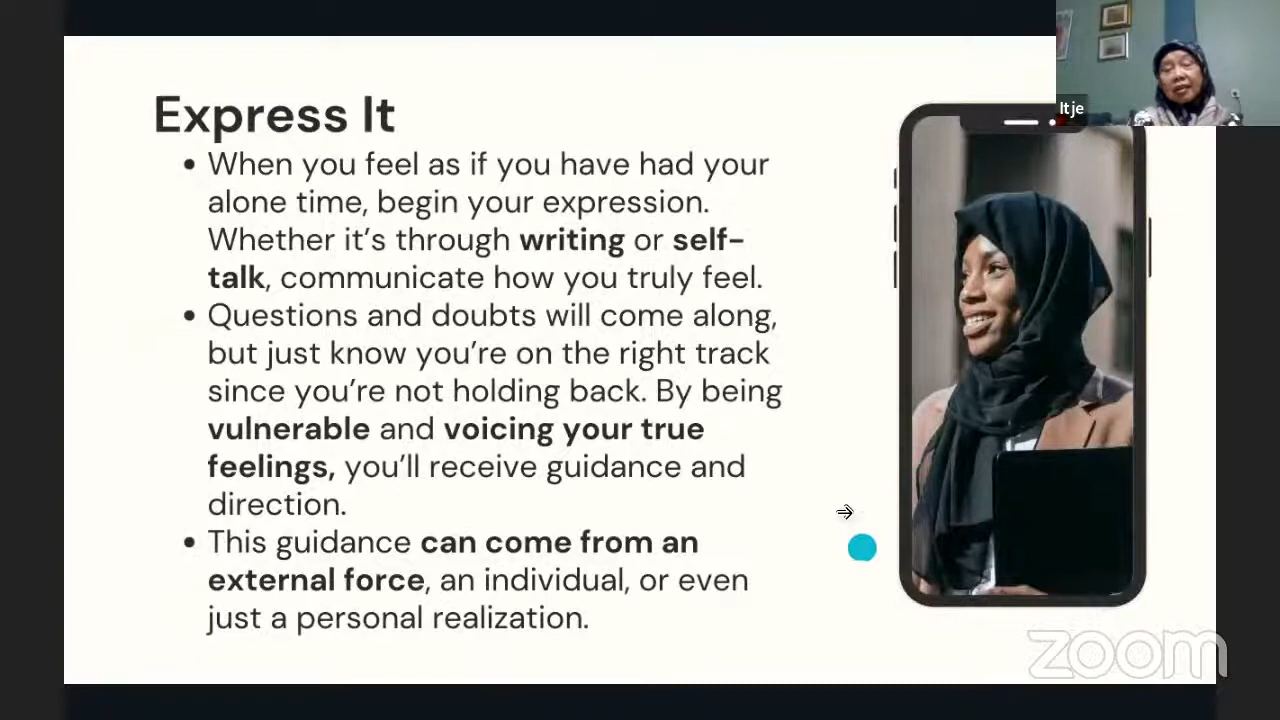 Express It
• When you feel as if you have had your
alone time, begin your expression.
Whether it's through writing or self-
talk, communicate how you truly feel.
• Questions and doubts will come along,
but just know you're on the right track
since you're not holding back. By being
vulnerable and voicing your true
feelings, you'll receive guidance and
direction.
• This guidance can come from an
external force, an individual, or even
just a personal realization.
Itje
zoom